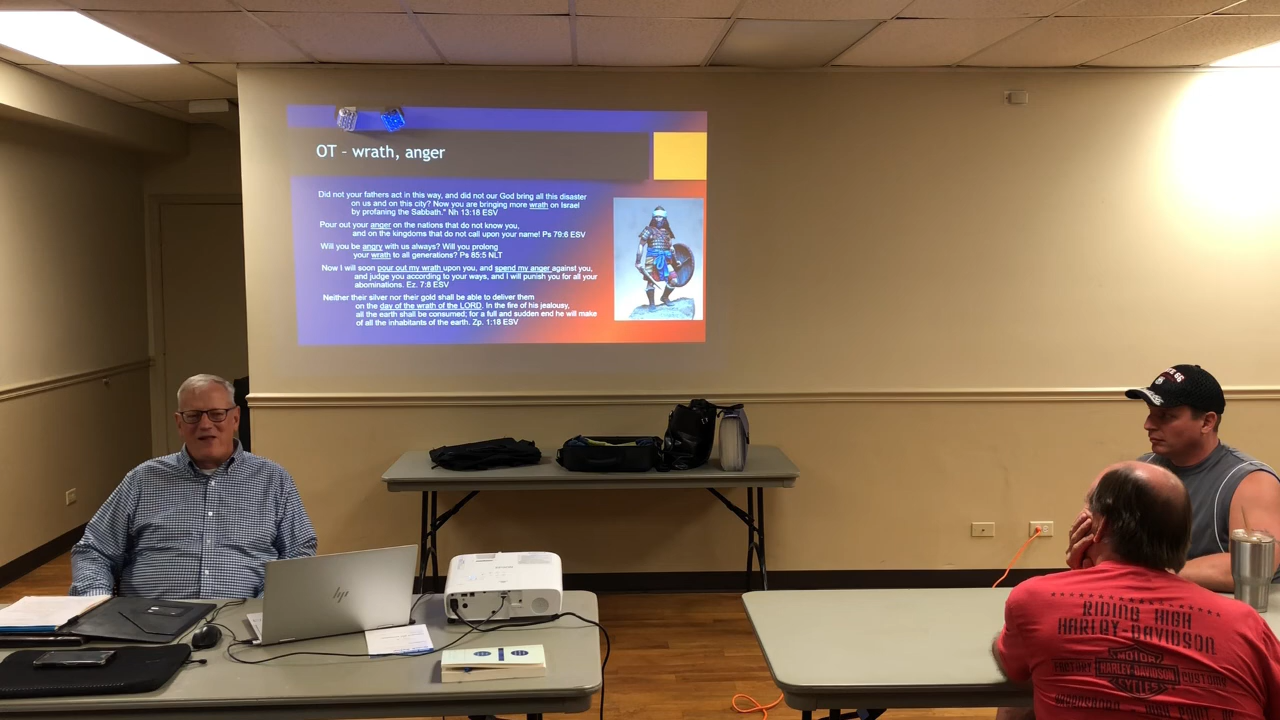 OT – wrath, anger
Did not your fathers act in this way, and did not our God bring all this disaster
on us and on this city? Now you are bringing more wrath on Israel
by profaning the Sabbath." Nh 13:18 ESV
Pour out your anger on the nations that do not know you,
and on the kingdoms that do not call upon your name! Ps 79:6 ESV
Will you be angry with us always? Will you prolong
your wrath to all generations? Ps 85:5 NLT
Now I will soon pour out my wrath upon you, and spend my anger against you,
and judge you according to your ways, and I will punish you for all your
abominations. Ez. 7:8 ESV
Neither their silver nor their gold shall be able to deliver them
on the day of the wrath of the LORD. In the fire of his jealousy,
all the earth shall be consumed; for a full and sudden end he will make
of all the inhabitants of the earth. Zp. 1:18 ESV
hp
66
RIDING HIGH
HARLEY-DAVIDSON
MOTOR
FACTORY HARLEY-DAVIDSON CUSTOMS
CYCLES